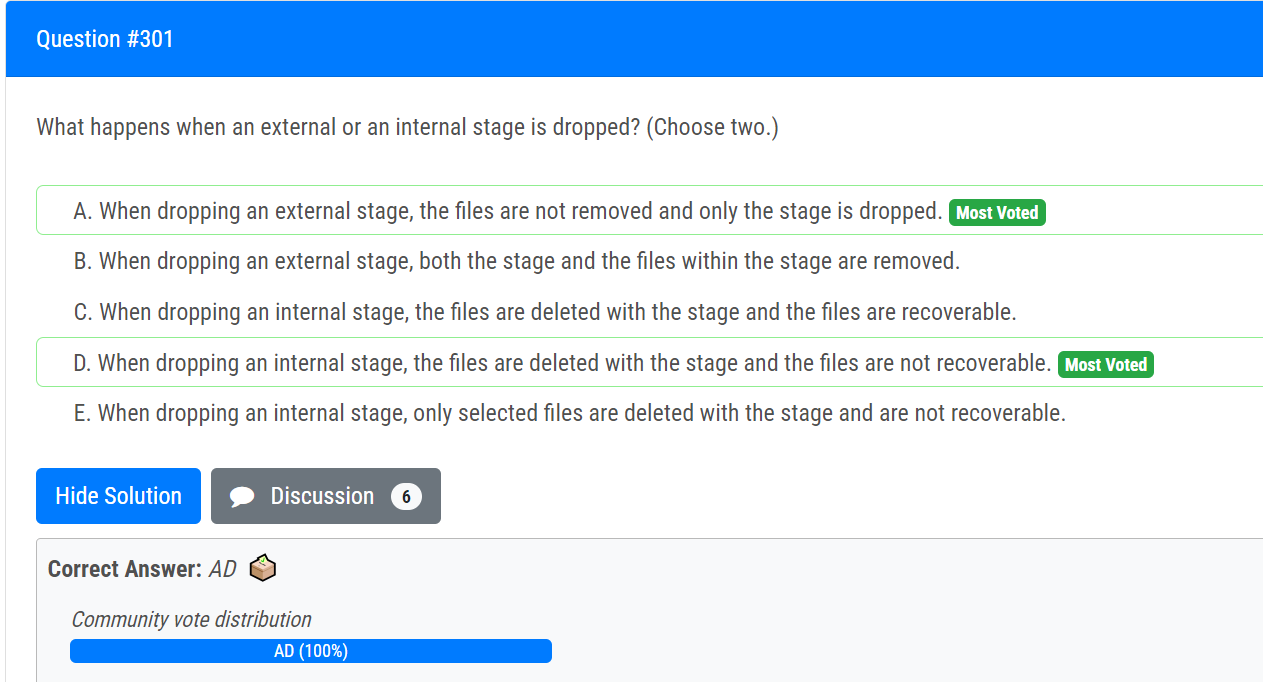 Question #301
What happens when an external or an internal stage is dropped? (Choose two.)
A. When dropping an external stage, the files are not removed and only the stage is dropped. Most Voted
B. When dropping an external stage, both the stage and the files within the stage are removed.
C. When dropping an internal stage, the files are deleted with the stage and the files are recoverable.
D. When dropping an internal stage, the files are deleted with the stage and the files are not recoverable. Most Voted
E. When dropping an internal stage, only selected files are deleted with the stage and are not recoverable.
Hide Solution Discussion 6
Correct Answer: AD
Community vote distribution
AD (100%)